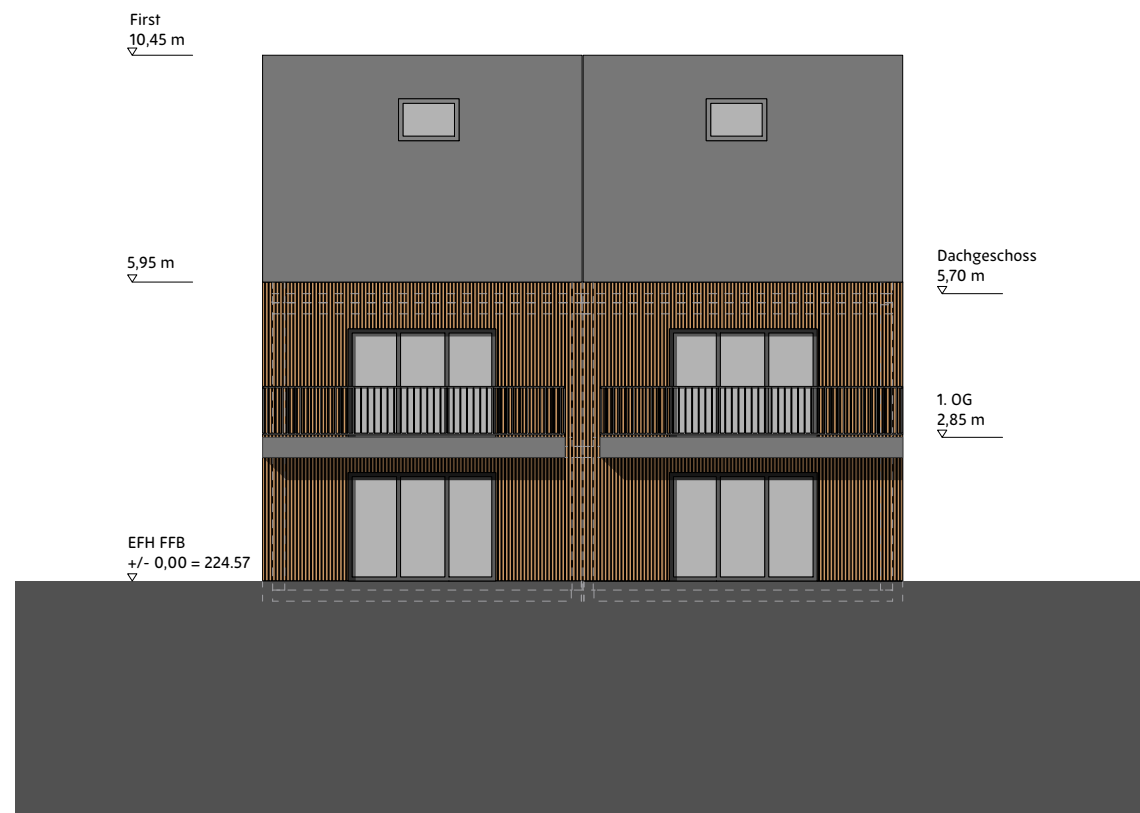 First
10,45 m
5,95 m
Dachgeschoss
5,70 m
1. OG
2,85 m
EFH FFB
+/- 0,00 = 224.57